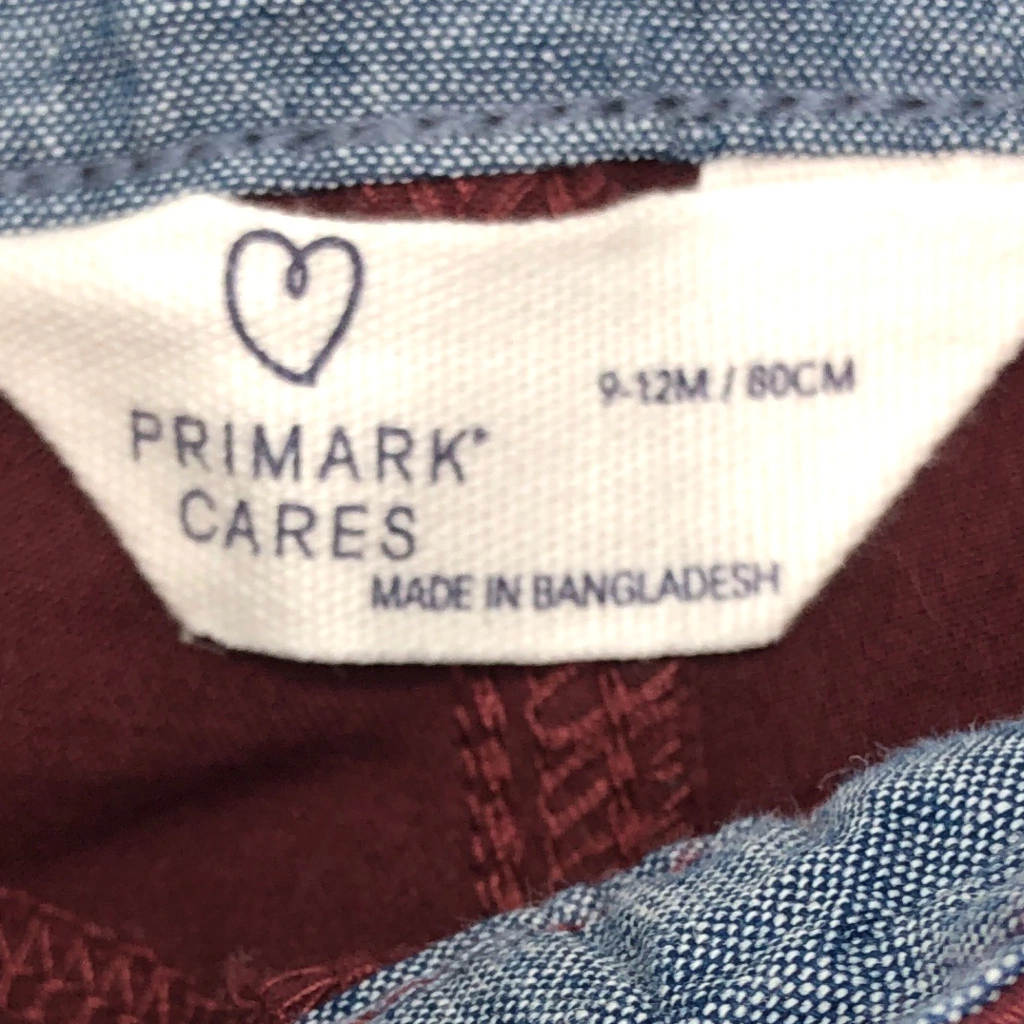 PRIMARK*
CARES
9-12M / 80CM
MADE IN BANGLADESH